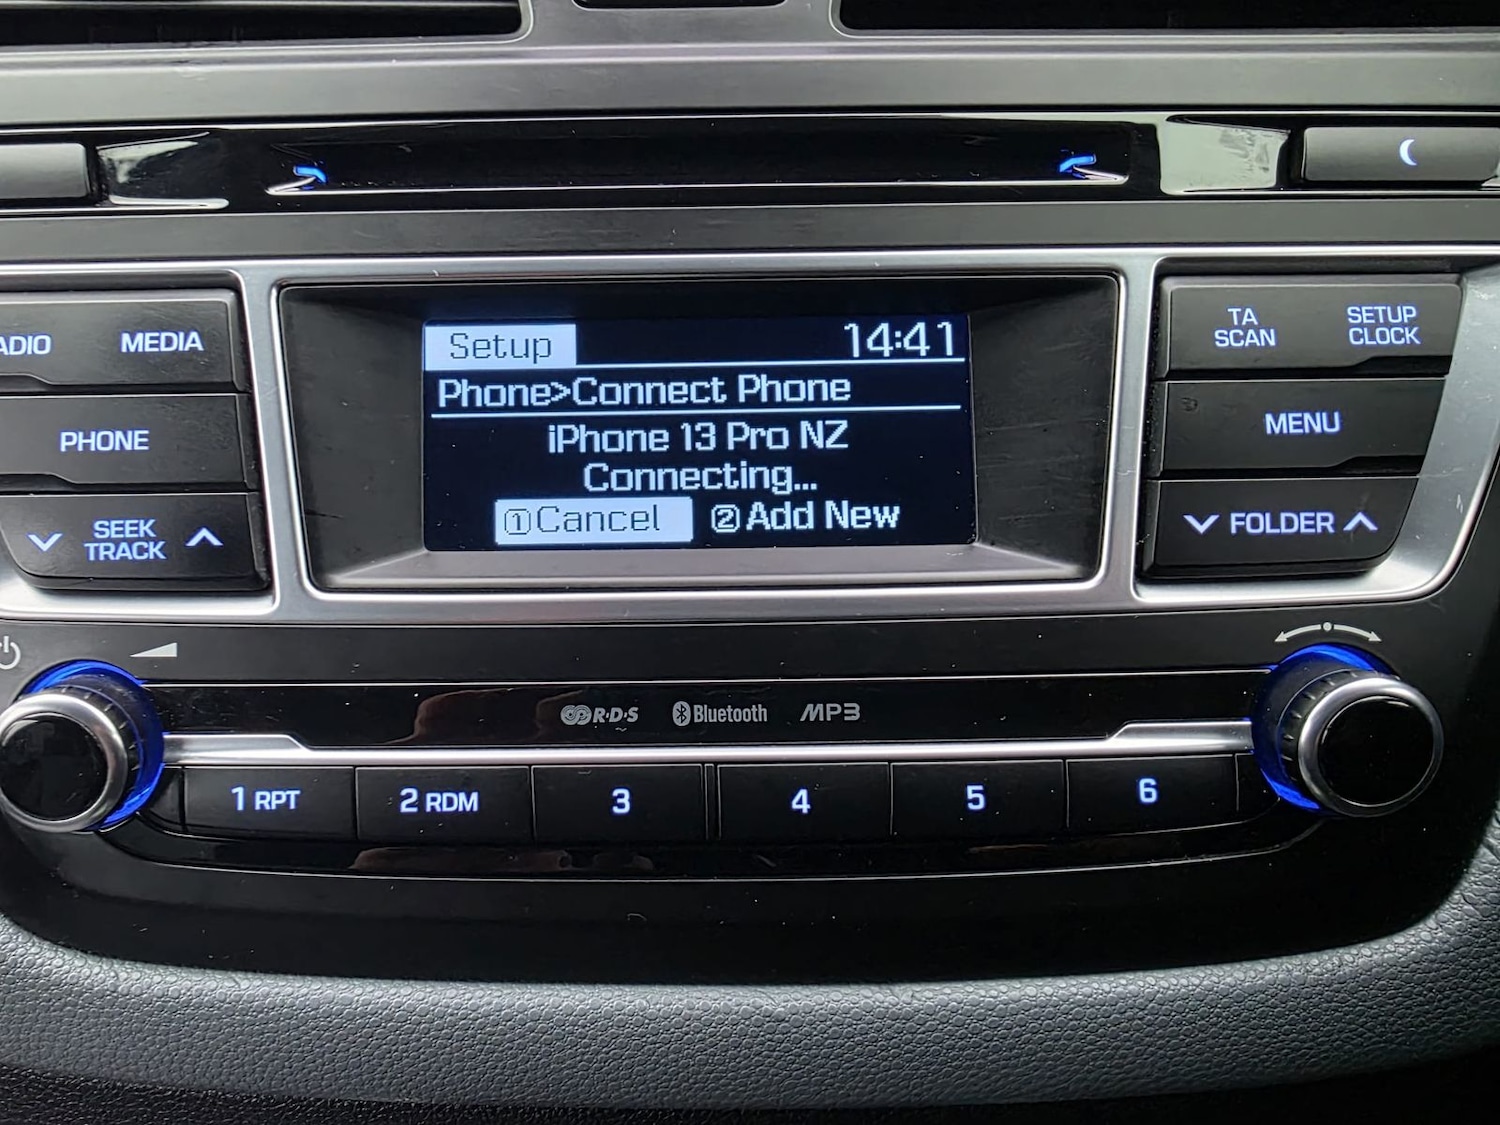 MEDIA
PHONE
SEEK
TRACK
Setup 14:41
Phone>Connect Phone
iPhone 13 Pro NZ
Connecting...
①Cancel ②Add New
TA
SCAN
SETUP
CLOCK
MENU
FOLDER
R·D·S Bluetooth MP3
1 RPT 2 RDM 3 4 5 6